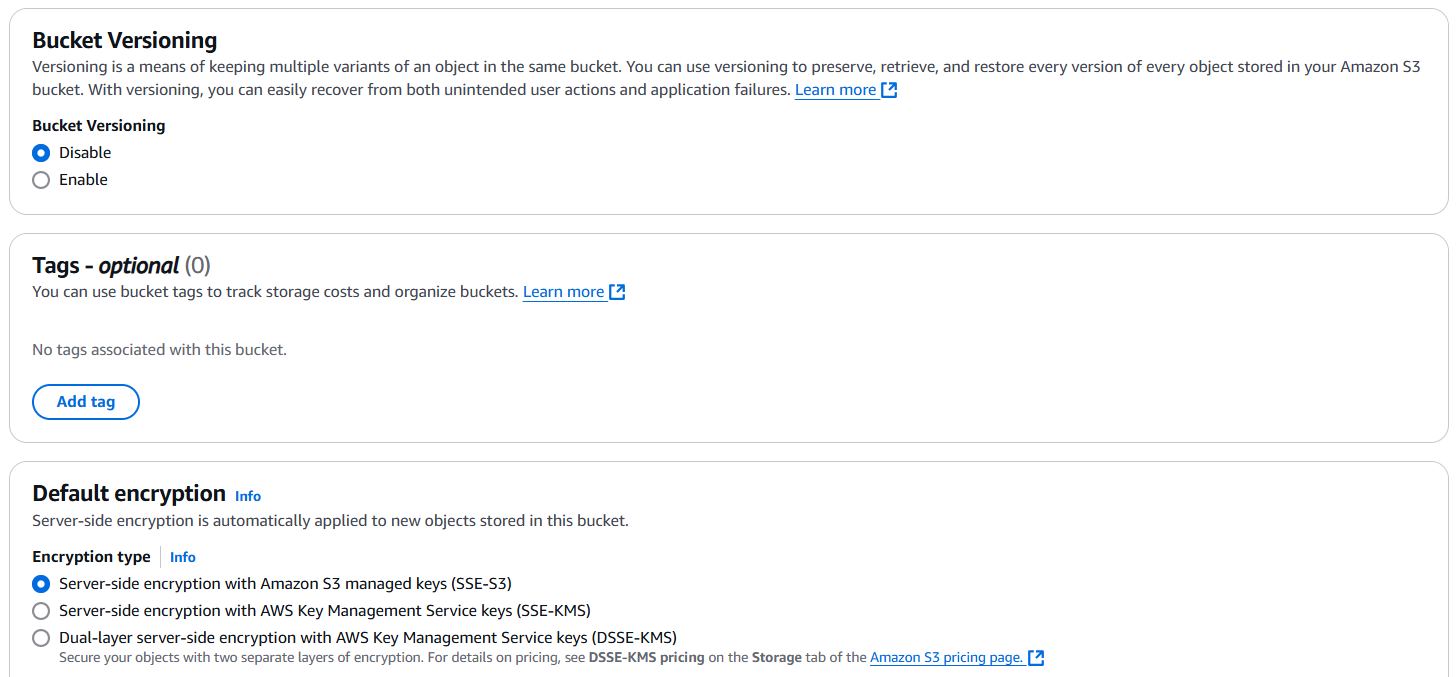 Bucket Versioning
Versioning is a means of keeping multiple variants of an object in the same bucket. You can use versioning to preserve, retrieve, and restore every version of every object stored in your Amazon S3
bucket. With versioning, you can easily recover from both unintended user actions and application failures. Learn more
Bucket Versioning
Disable
Enable
Tags - optional (0)
You can use bucket tags to track storage costs and organize buckets. Learn more
No tags associated with this bucket.
Add tag
Default encryption Info
Server-side encryption is automatically applied to new objects stored in this bucket.
Encryption type Info
Server-side encryption with Amazon S3 managed keys (SSE-S3)
Server-side encryption with AWS Key Management Service keys (SSE-KMS)
Dual-layer server-side encryption with AWS Key Management Service keys (DSSE-KMS)
Secure your objects with two separate layers of encryption. For details on pricing, see DSSE-KMS pricing on the Storage tab of the Amazon S3 pricing page.